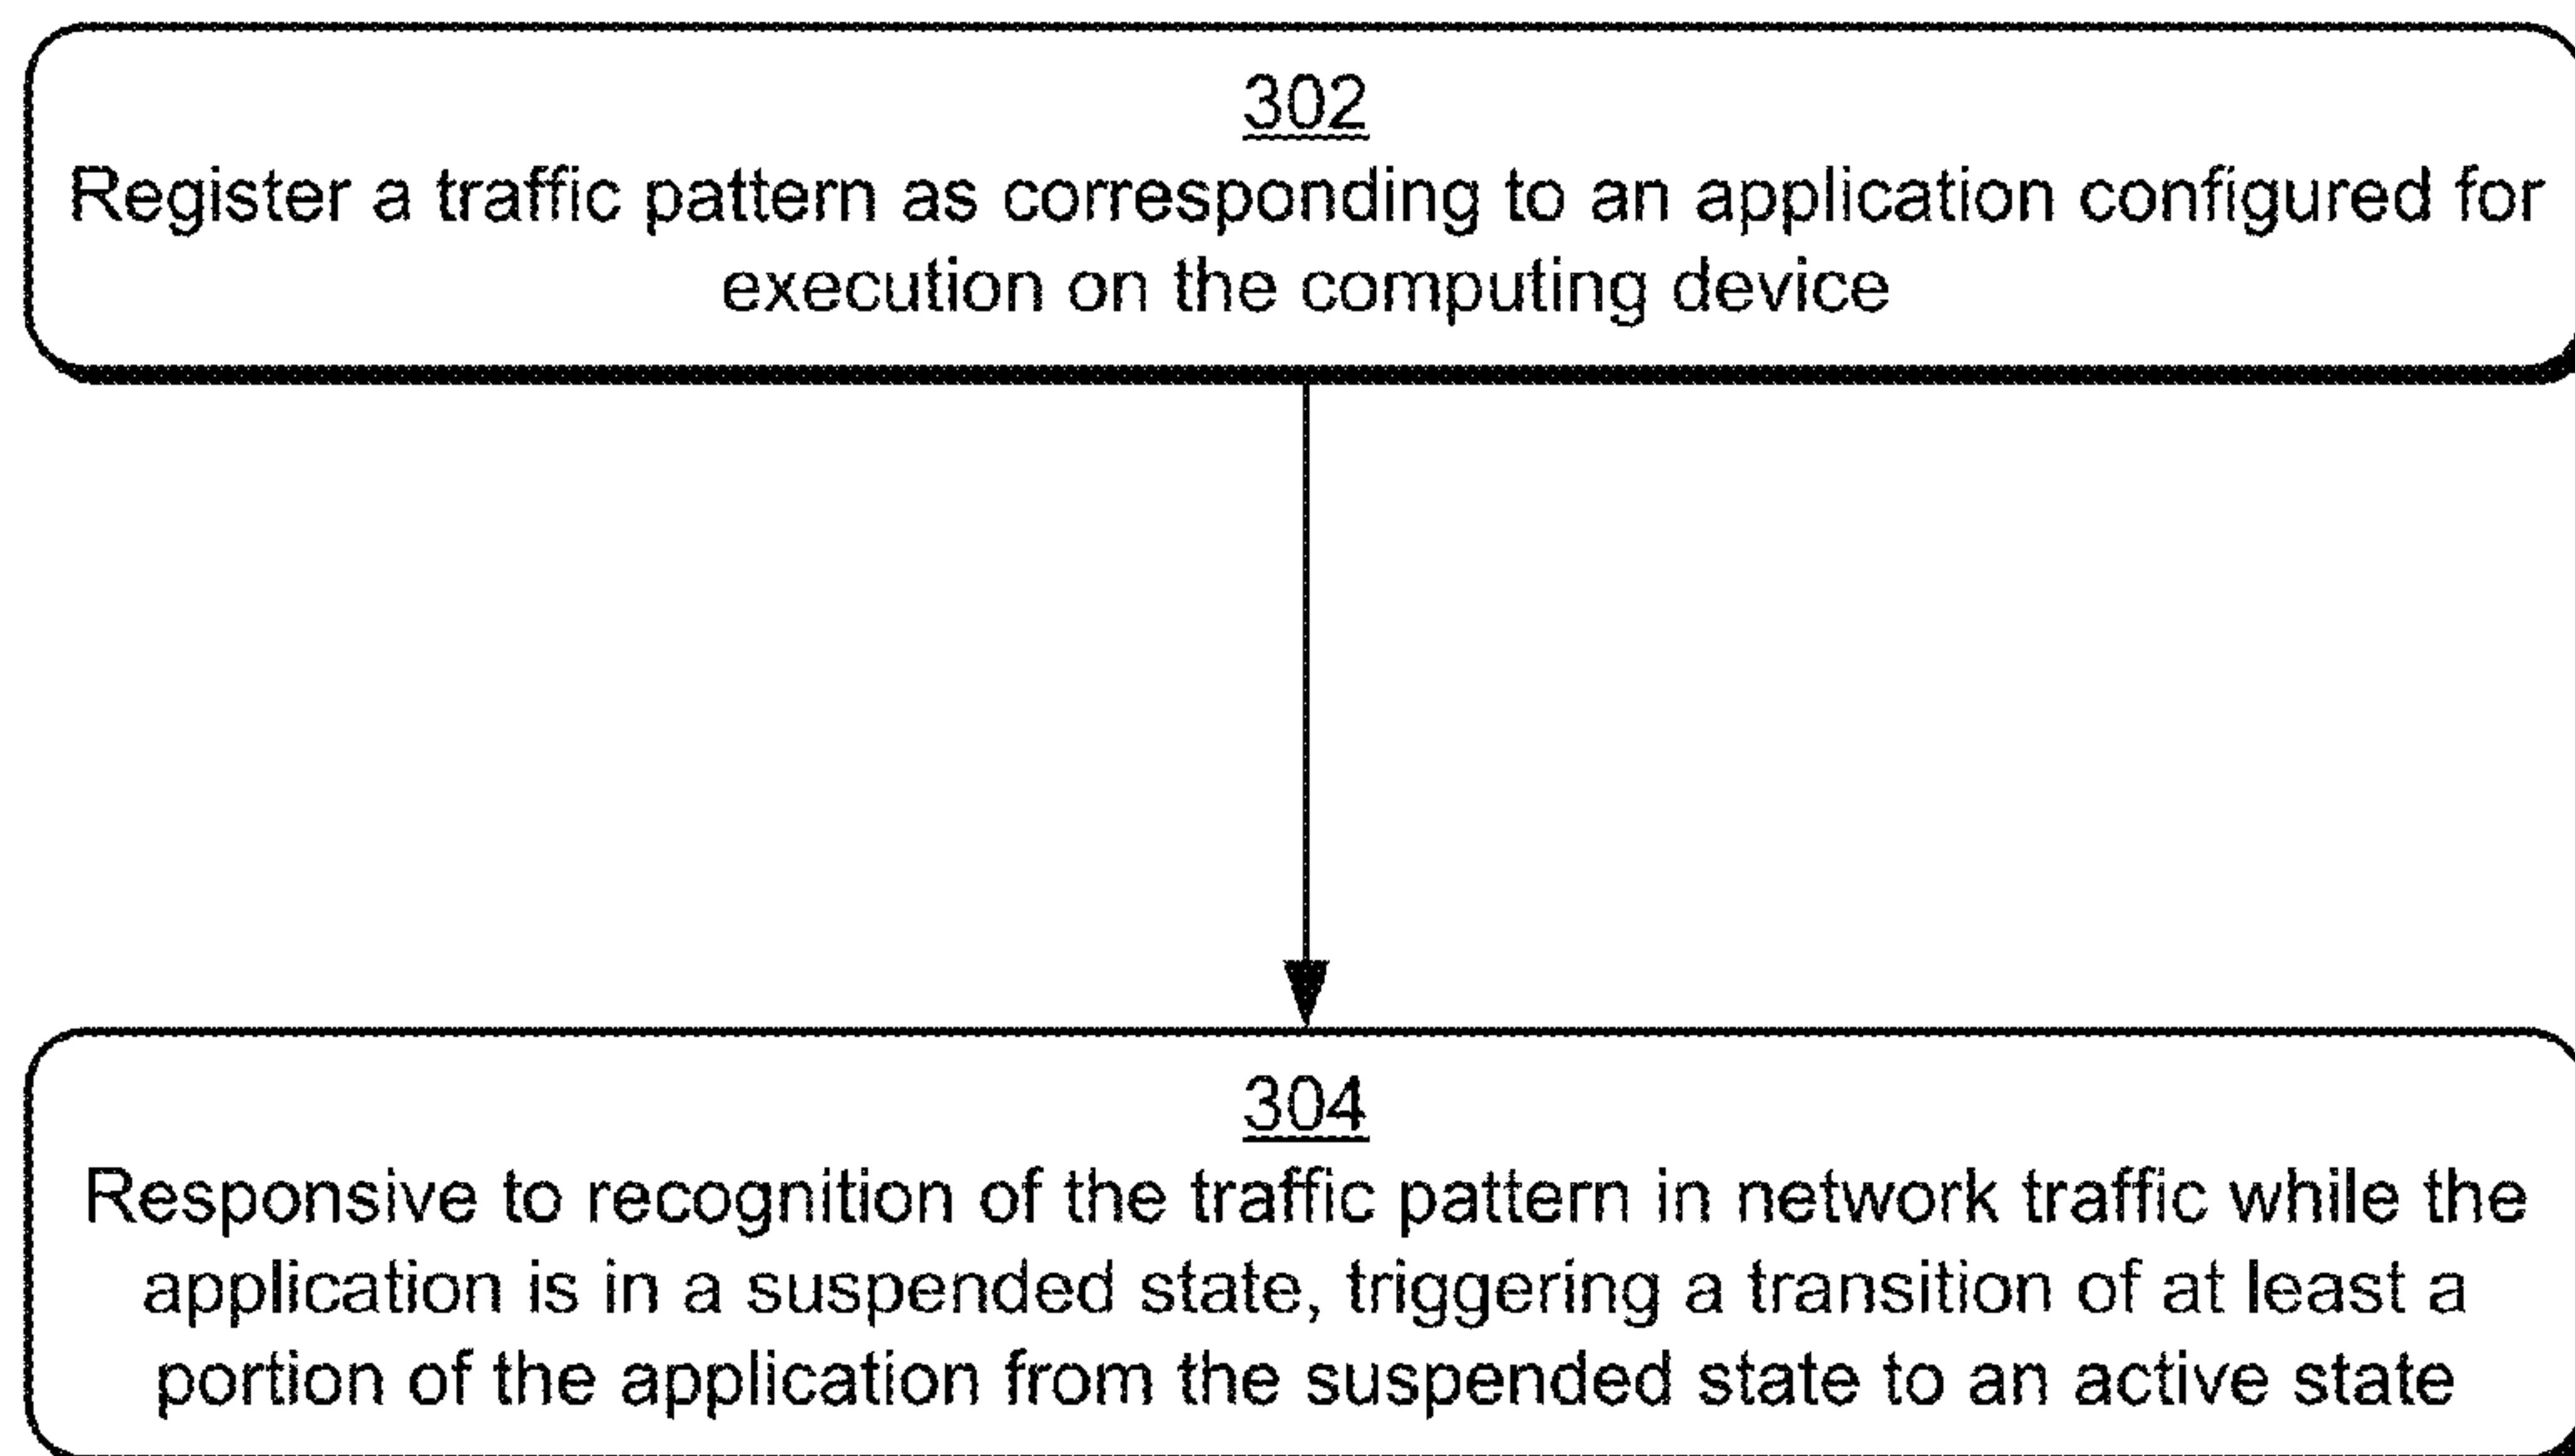 302
Register a traffic pattern as corresponding to an application configured for
execution on the computing device
304
Responsive to recognition of the traffic pattern in network traffic while the
application is in a suspended state, triggering a transition of at least a
portion of the application from the suspended state to an active state